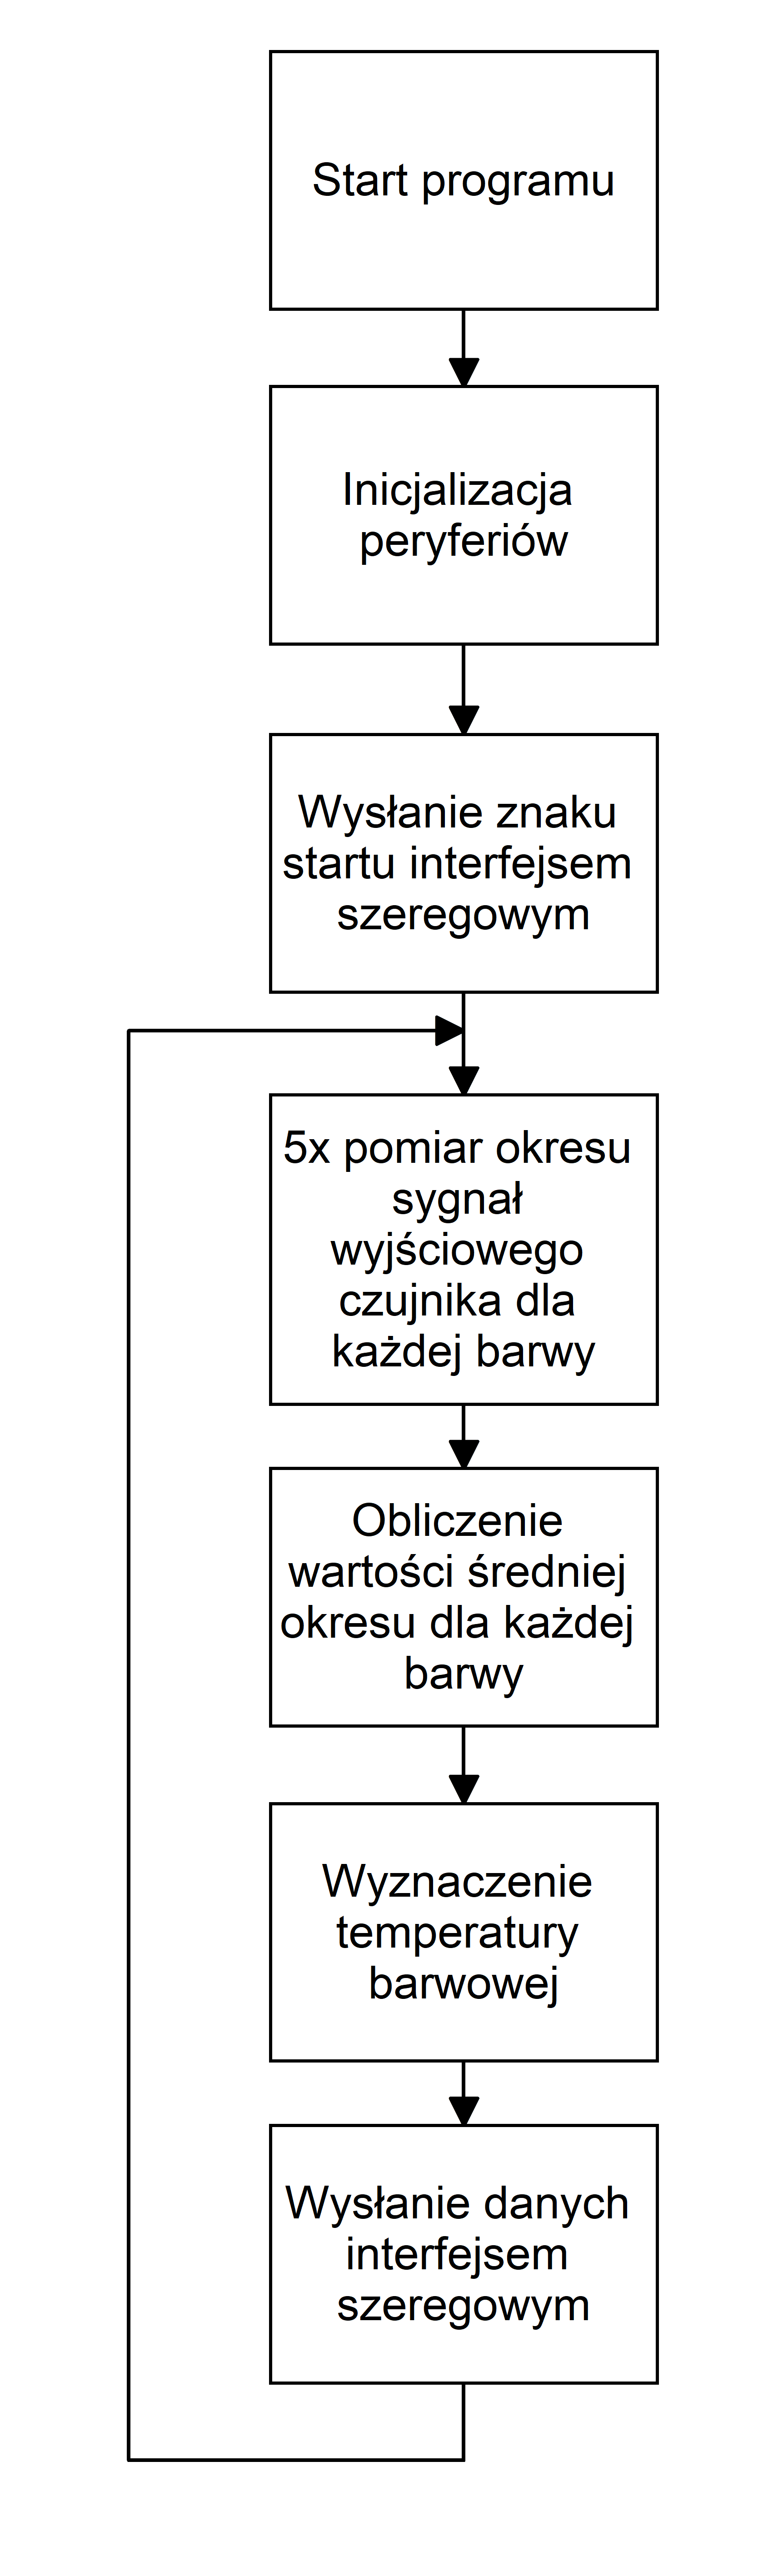 Start programu
Inicjalizacja
peryferiów
Wysłanie znaku
startu interfejsem
szeregowym
5x pomiar okresu
sygnał
wyjściowego
czujnika dla
każdej barwy
Obliczenie
wartości średniej
okresu dla każdej
barwy
Wyznaczenie
temperatury
barwowej
Wysłanie danych
interfejsem
szeregowym